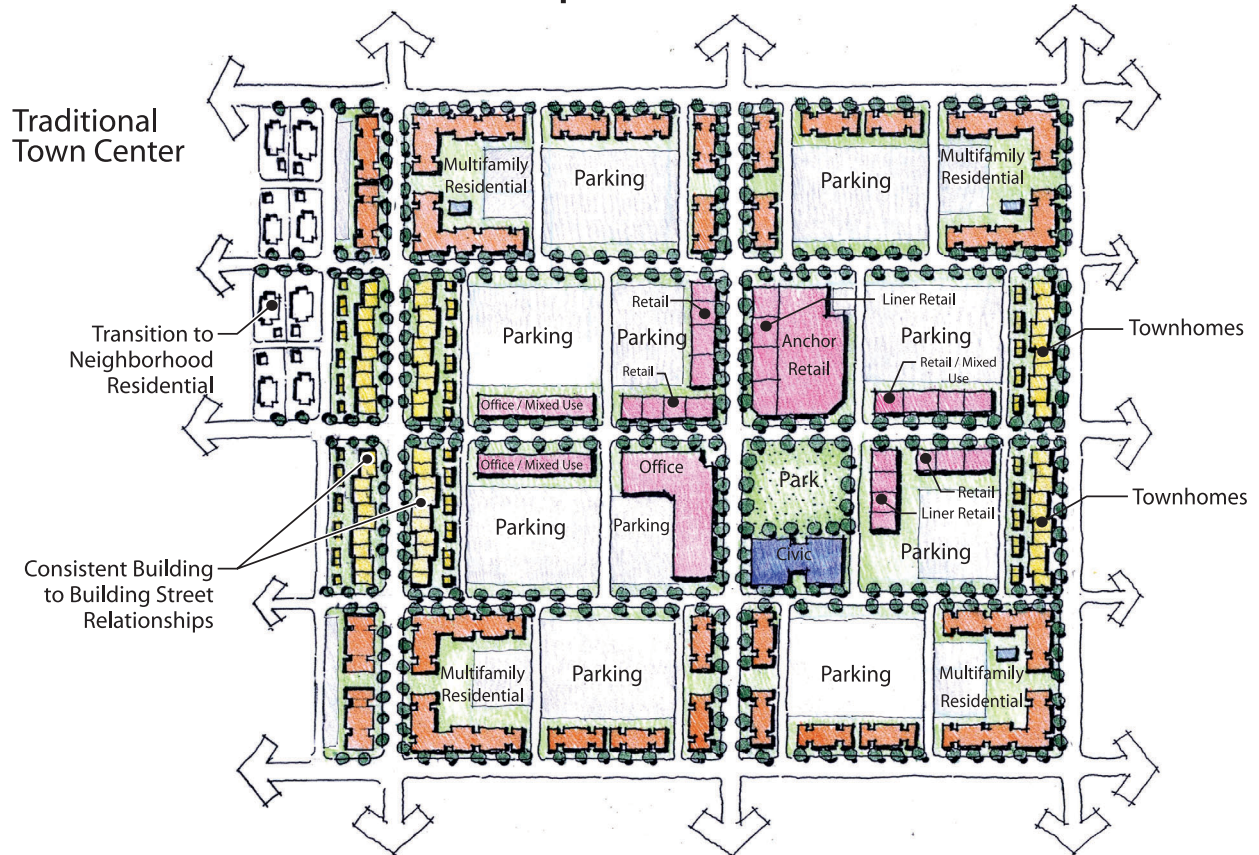 Traditional
Town Center
Multifamily
Residential
Parking
Parking
Multifamily
Residential
Transition to
Neighborhood
Residential
Parking
Retail
Parking
Retail
Office / Mixed Use
Liner Retail
Anchor
Retail
Parking
Retail / Mixed
Use
Townhomes
Consistent Building
to Building Street
Relationships
Office / Mixed Use
Parking
Office
Parking
Park
Civic
Retail
Liner Retail
Parking
Townhomes
Multifamily
Residential
Parking
Parking
Multifamily
Residential